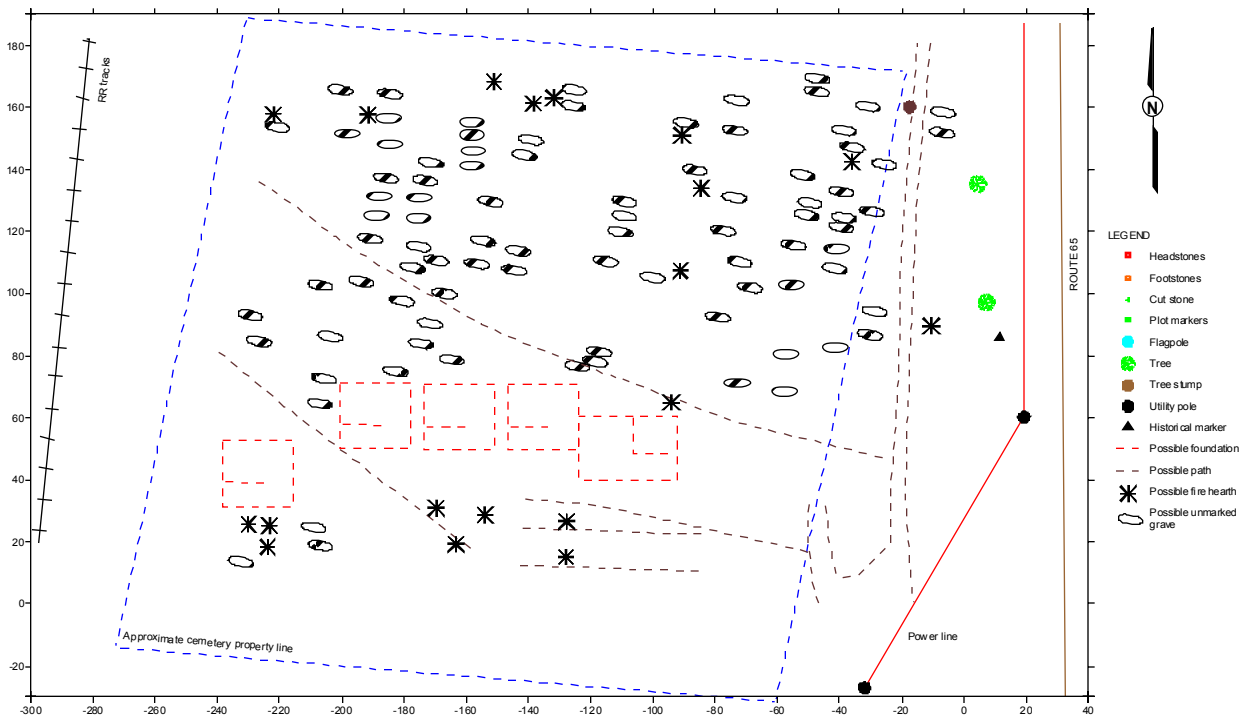 180
160
140
120
100
80
60
40
20
0
-20
RR tracks
Approximate cemetery property line
Power line
ROUTE 65
N
LEGEND
Headstones
Footstones
Cut stone
Plot markers
Flagpole
Tree
Tree stump
Utility pole
Historical marker
Possible foundation
Possible path
Possible fire hearth
Possible unmarked
grave
-300 -280 -260 -240 -220 -200 -180 -160 -140 -120 -100 -80 -60 -40 -20 0 20 40